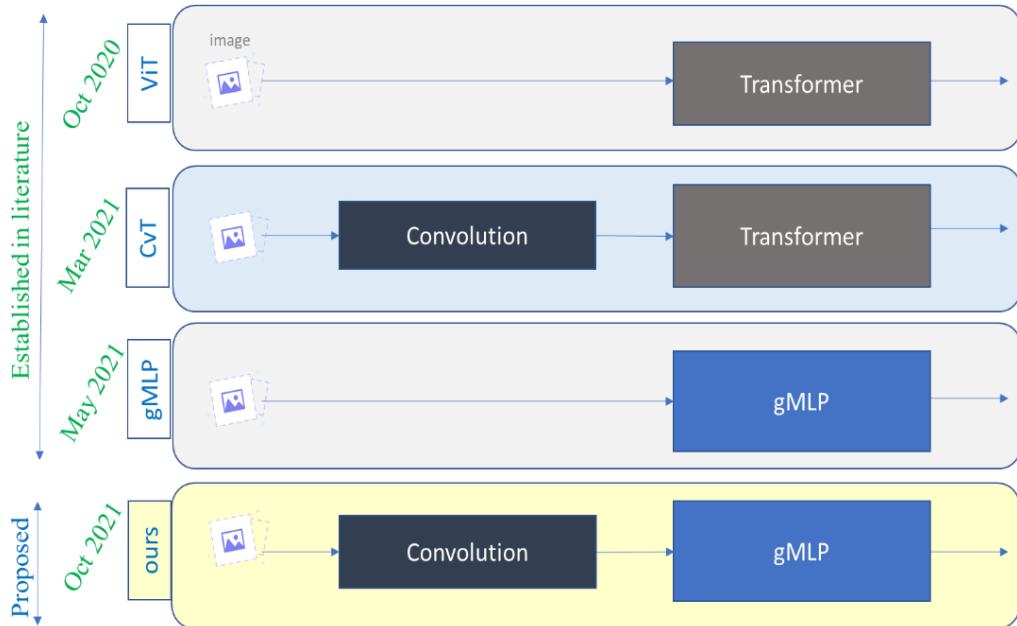 Established in literature
Oct 2020
ViT
image
Transformer
Mar 2021
CvT
Convolution
Transformer
May 2021
gMLP
gMLP
Proposed
Oct 2021
ours
Convolution
gMLP